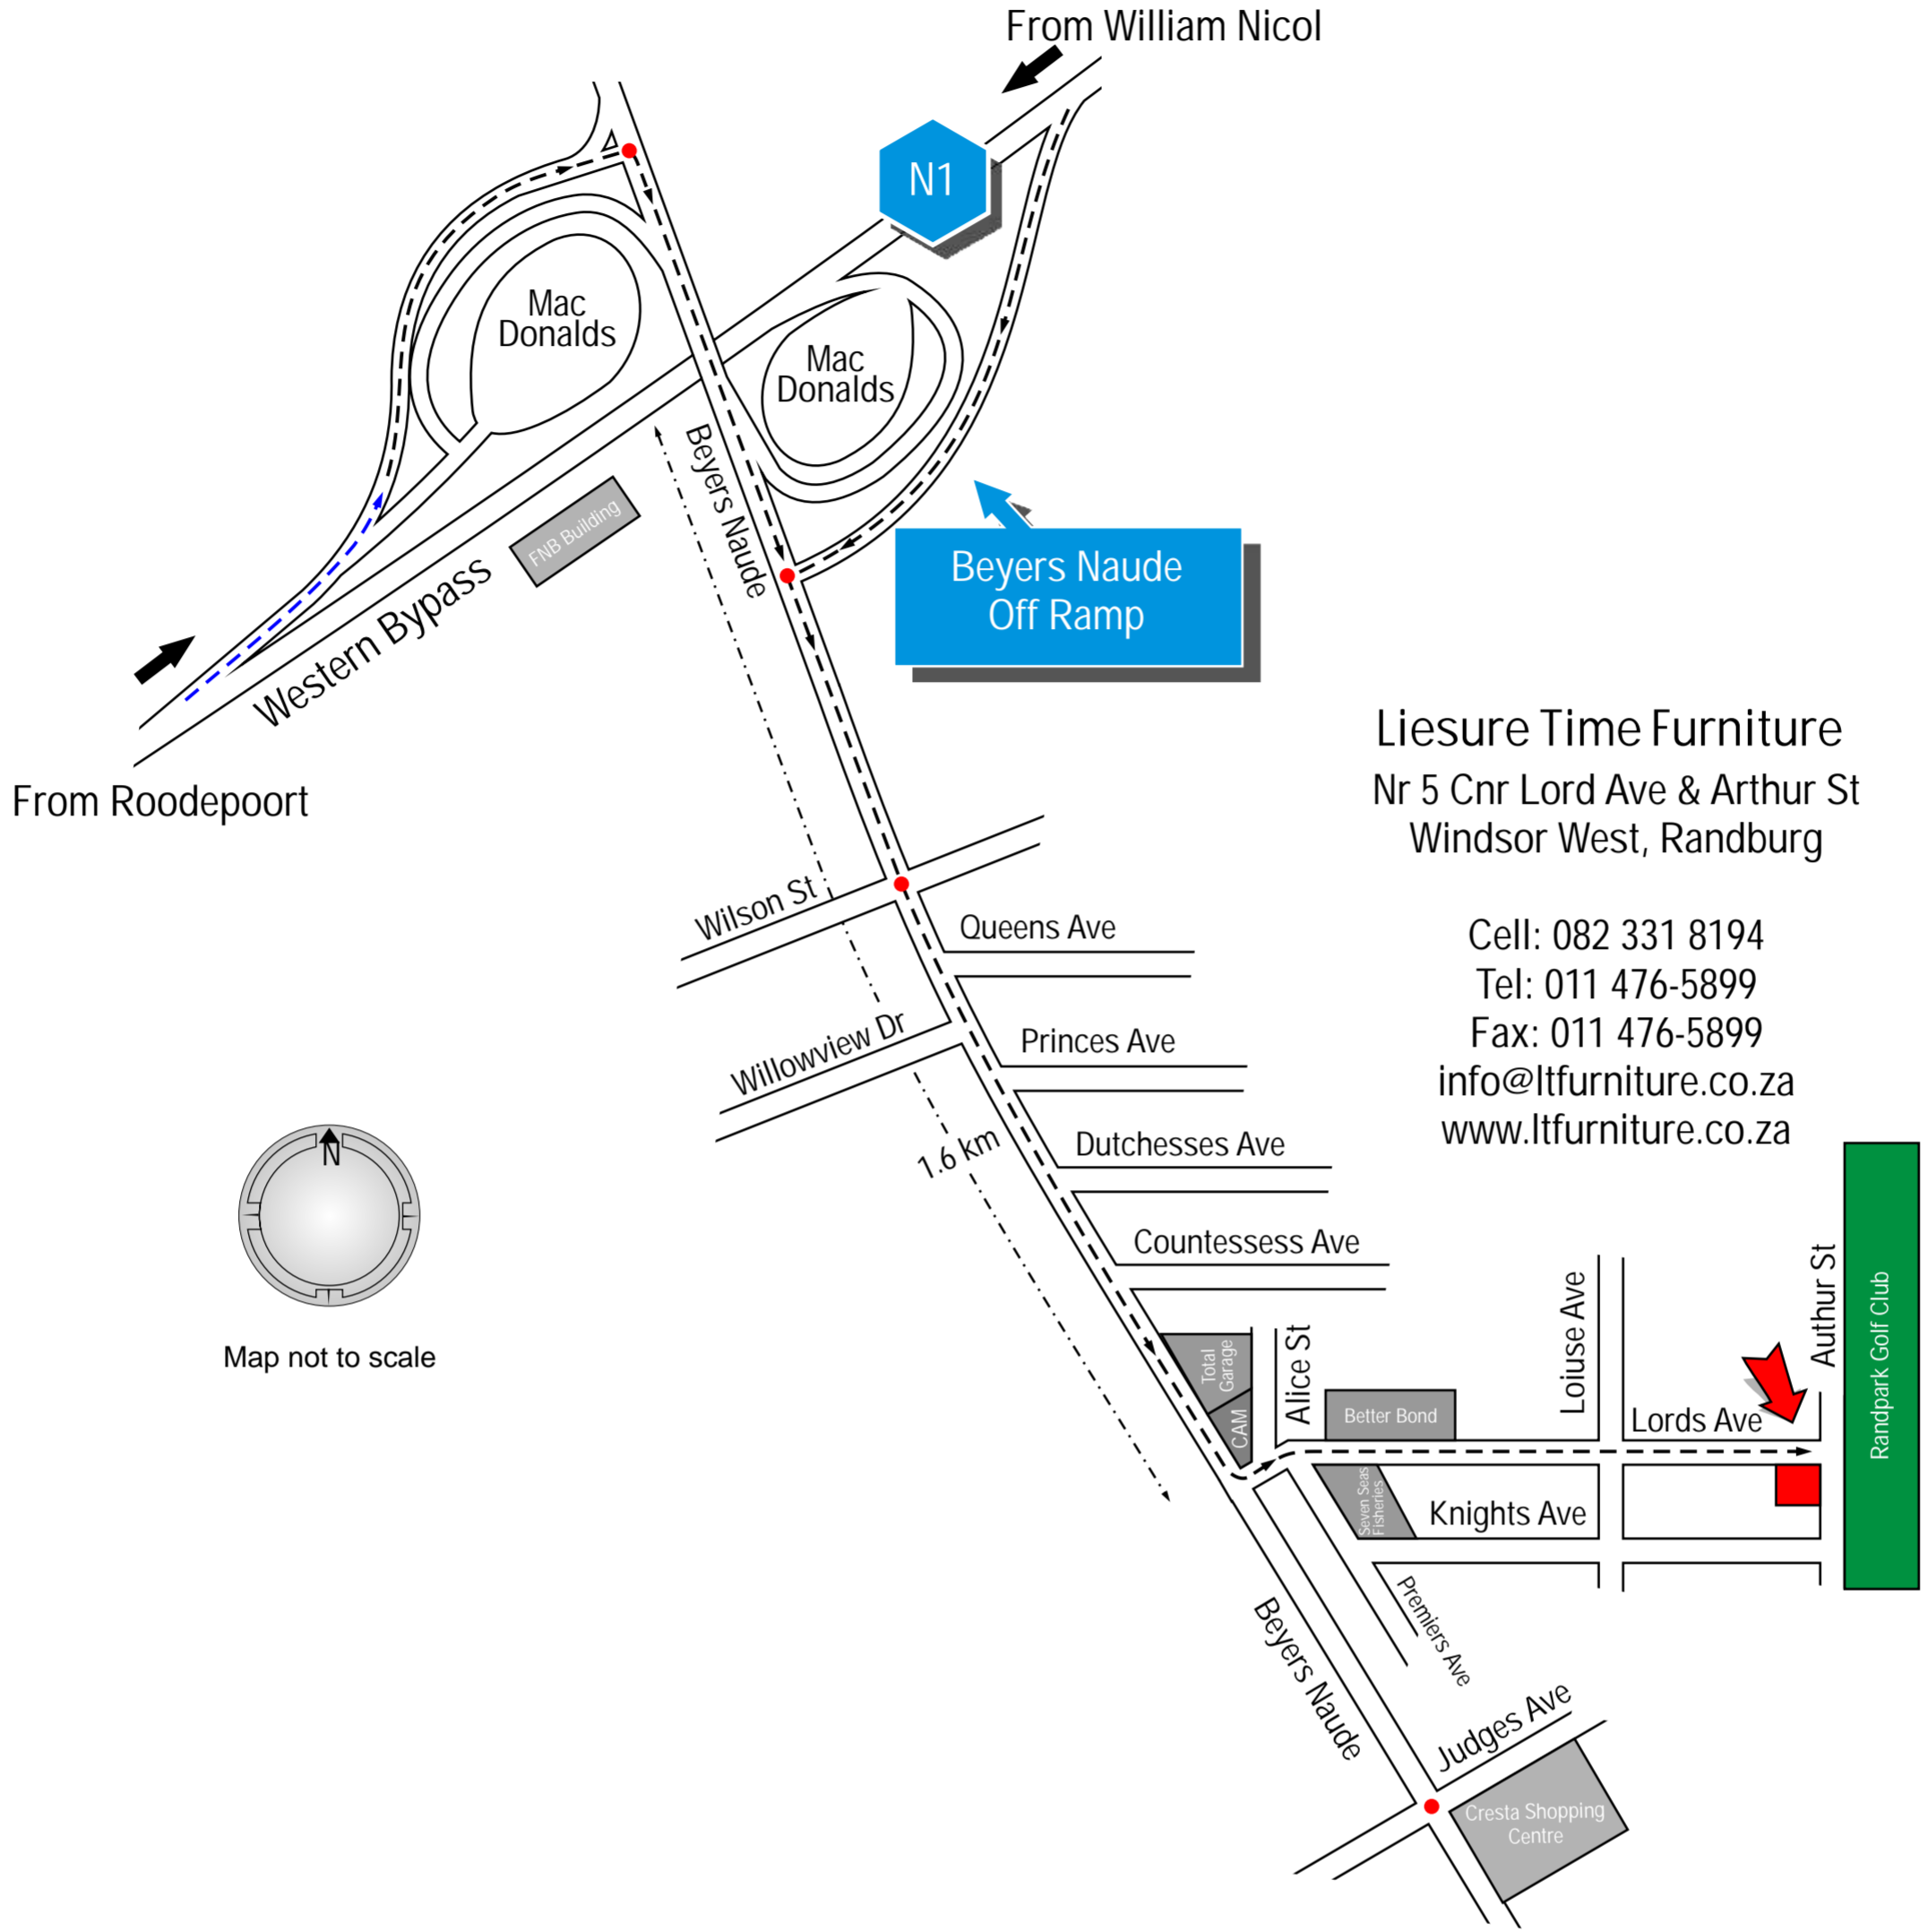 From William Nicol
N1
Mac
Donalds
Mac
Donalds
Beyers Naude
FNB Building
Beyers Naude
Off Ramp
Western Bypass
From Roodepoort
Liesure Time Furniture
Nr 5 Cnr Lord Ave & Arthur St
Windsor West, Randburg
Cell: 082 331 8194
Tel: 011 476-5899
Fax: 011 476-5899
info@ltfurniture.co.za
www.ltfurniture.co.za
Wilson St
Queens Ave
Willowview Dr
Princes Ave
1.6 km
Dutchesses Ave
N
Countessess Ave
Map not to scale
Total
Garage
CAM
Alice St
Better Bond
Loiuse Ave
Lords Ave
Authur St
Randpark Golf Club
Seven Seas
Fisheries
Knights Ave
Premiers Ave
Beyers Naude
Judges Ave
Cresta Shopping
Centre